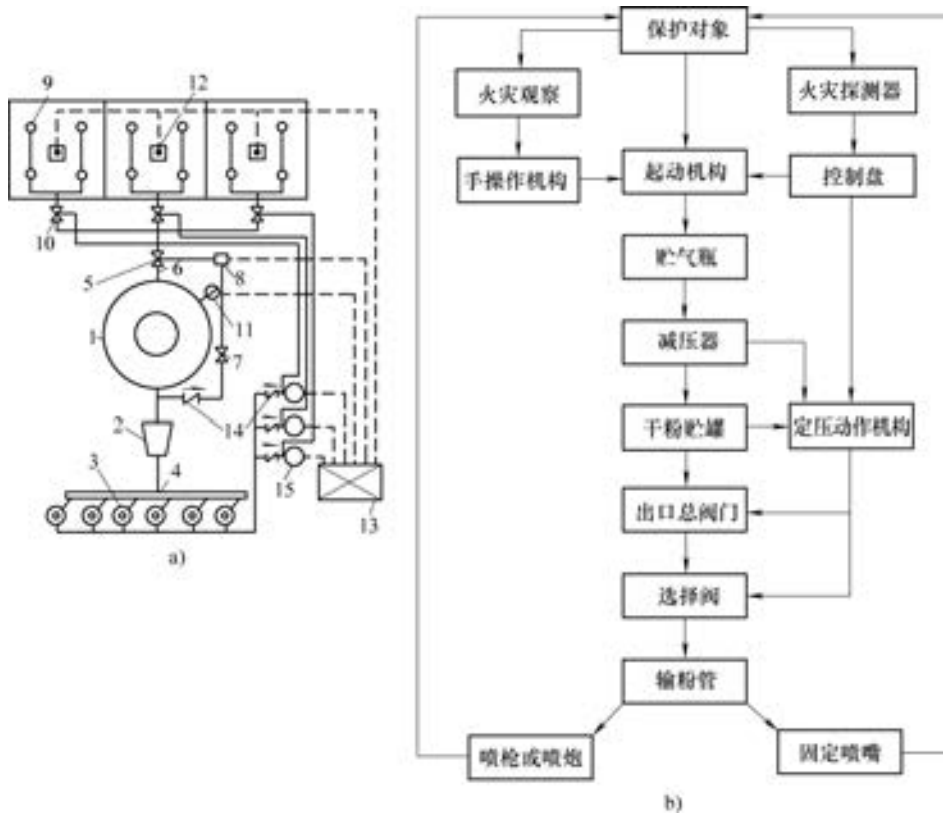 9
12
10
5
6
8
11
1
7
2
14
3
4
15
13
a)
保护对象
火灾观察
火灾探测器
手操作机构
起动机构
控制盘
贮气瓶
减压器
干粉贮罐
定压动作机构
出口总阀门
选择阀
输粉管
喷枪或喷炮
固定喷嘴
b)